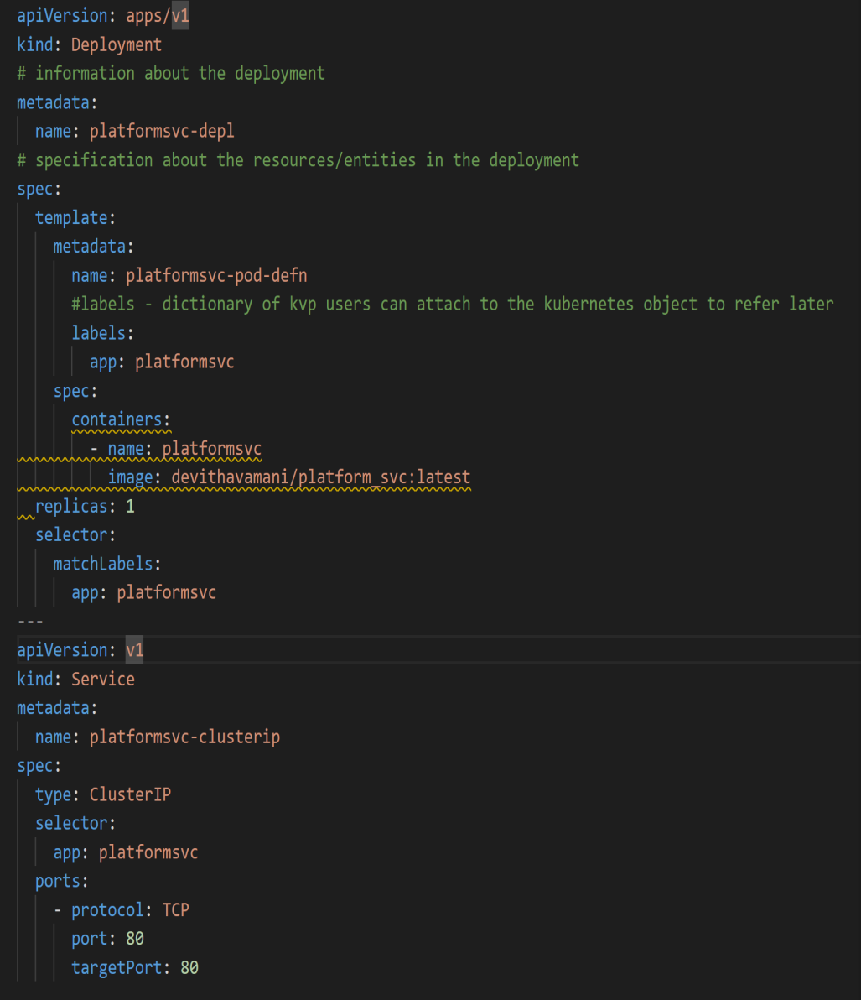 apiVersion: apps/v1
kind: Deployment
# information about the deployment
metadata:
  name: platformsvc-depl
# specification about the resources/entities in the deployment
spec:
  template:
    metadata:
      name: platformsvc-pod-defn
      #labels - dictionary of kvp users can attach to the kubernetes object to refer later
      labels:
        app: platformsvc
    spec:
      containers:
        - name: platformsvc
          image: devithavamani/platform_svc:latest
  replicas: 1
  selector:
    matchLabels:
      app: platformsvc
---
apiVersion: v1
kind: Service
metadata:
  name: platformsvc-clusterip
spec:
  type: ClusterIP
  selector:
    app: platformsvc
  ports:
    - protocol: TCP
      port: 80
      targetPort: 80